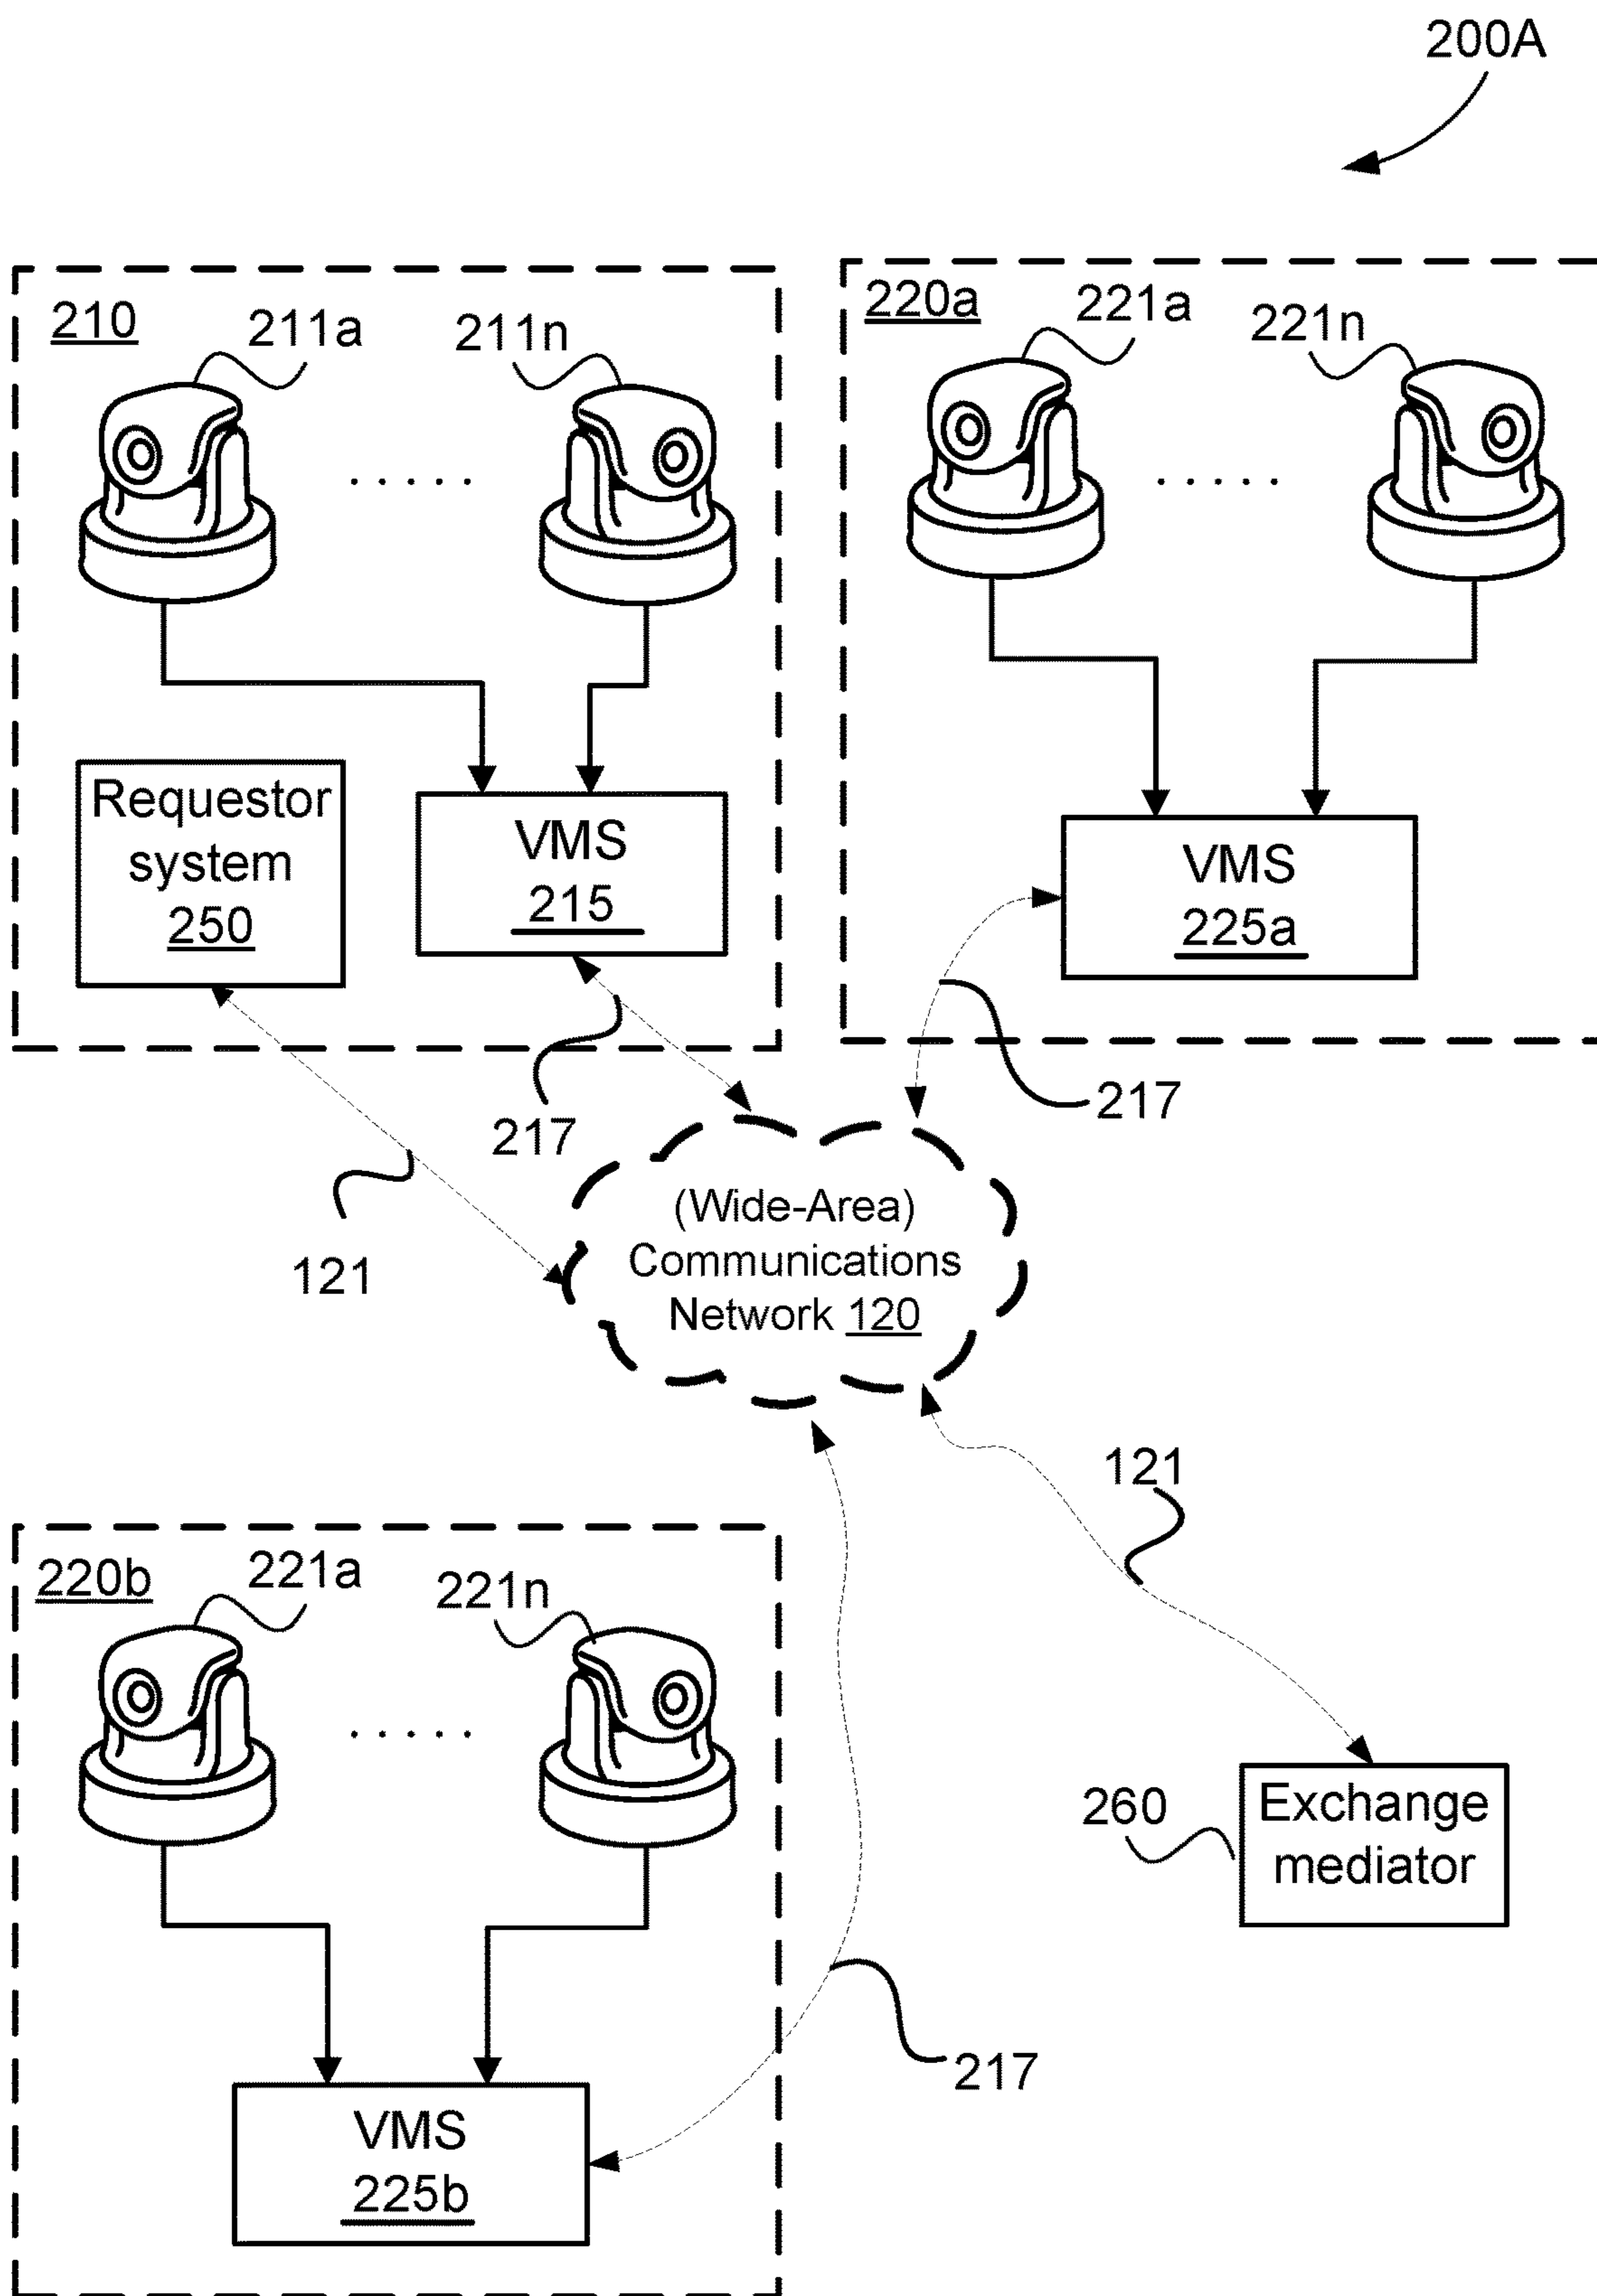 200A
210
211a
211n
220a
221a
221n
Requestor
system
250
VMS
215
VMS
225a
217
217
121
(Wide-Area)
Communications
Network 120
121
220b
221a
221n
260
Exchange
mediator
217
VMS
225b